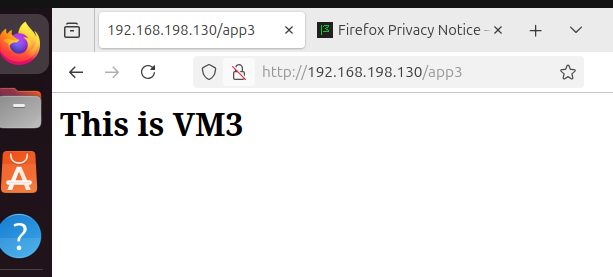 192.168.198.130/app3
Firefox Privacy Notice –
http://192.168.198.130/app3
This is VM3